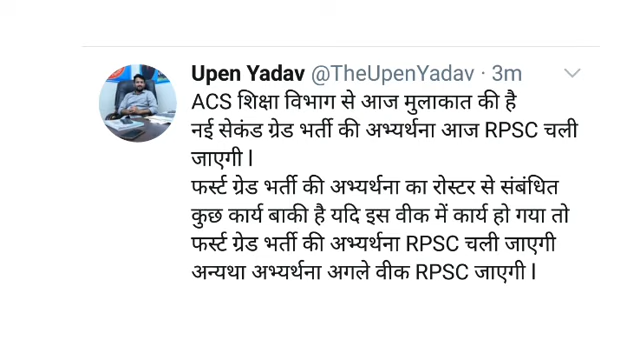 Upen Yadav @TheUpenYadav · 3m
ACS शिक्षा विभाग से आज मुलाकात की है
नई सेकंड ग्रेड भर्ती की अभ्यर्थना आज RPSC चली
जाएगी l
फर्स्ट ग्रेड भर्ती की अभ्यर्थना का रोस्टर से संबंधित
कुछ कार्य बाकी है यदि इस वीक में कार्य हो गया तो
फर्स्ट ग्रेड भर्ती की अभ्यर्थना RPSC चली जाएगी
अन्यथा अभ्यर्थना अगले वीक RPSC जाएगी l